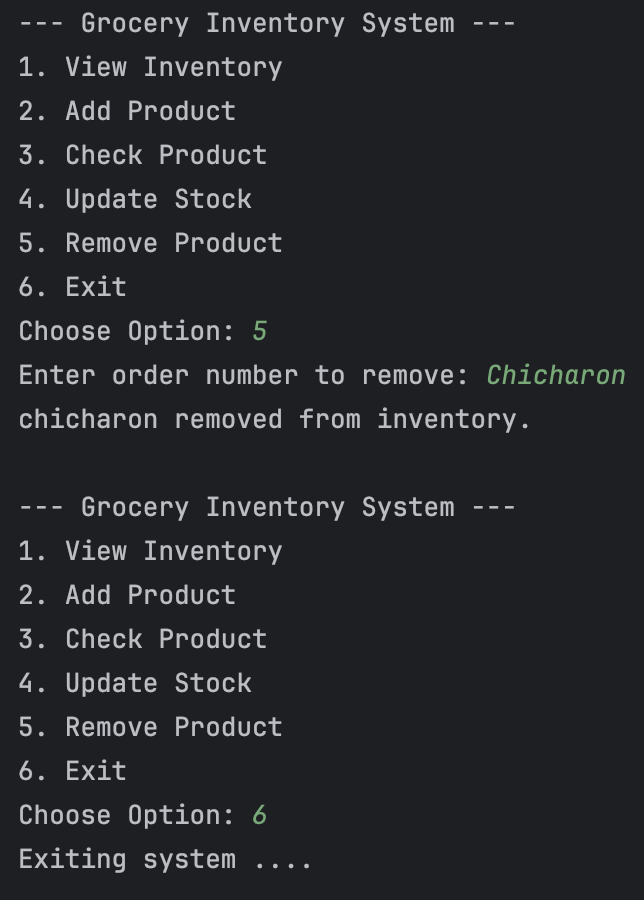 --- Grocery Inventory System ---
1. View Inventory
2. Add Product
3. Check Product
4. Update Stock
5. Remove Product
6. Exit
Choose Option: 5
Enter order number to remove: Chicharon
chicharon removed from inventory.

--- Grocery Inventory System ---
1. View Inventory
2. Add Product
3. Check Product
4. Update Stock
5. Remove Product
6. Exit
Choose Option: 6
Exiting system ....